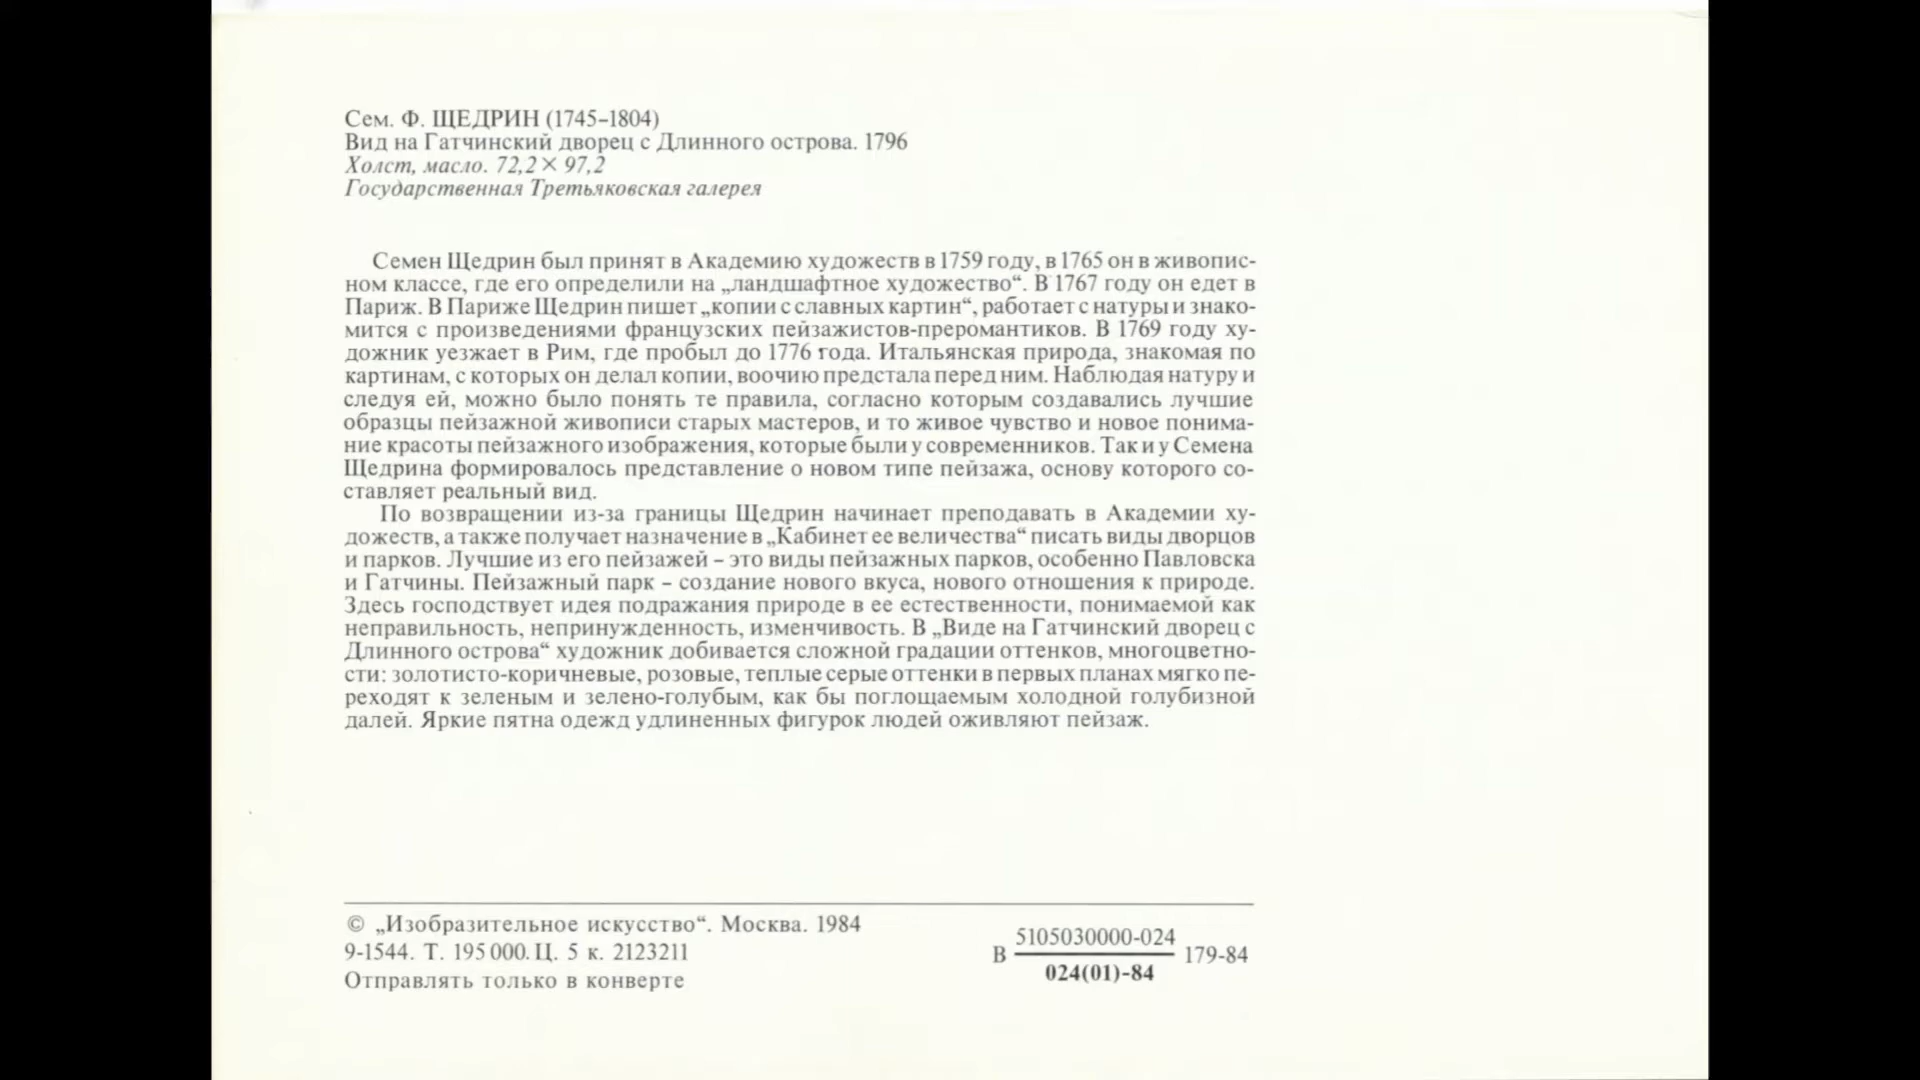 Сем. Ф. ЩЕДРИН (1745–1804)
Вид на Гатчинский дворец с Длинного острова. 1796
Холст, масло. 72,2 × 97,2
Государственная Третьяковская галерея
Семен Щедрин был принят в Академию художеств в 1759 году, в 1765 он в живопис-
ном классе, где его определили на „ландшафтное художество“. В 1767 году он едет в
Париж. В Париже Щедрин пишет „копии с славных картин“, работает с натуры и знако-
мится с произведениями французских пейзажистов-преромантиков. В 1769 году ху-
дожник уезжает в Рим, где пробыл до 1776 года. Итальянская природа, знакомая по
картинам, с которых он делал копии, воочию предстала перед ним. Наблюдая натуру и
следуя ей, можно было понять те правила, согласно которым создавались лучшие
образцы пейзажной живописи старых мастеров, и то живое чувство и новое понима-
ние красоты пейзажного изображения, которые были у современников. Так и у Семена
Щедрина формировалось представление о новом типе пейзажа, основу которого со-
ставляет реальный вид.
По возвращении из-за границы Щедрин начинает преподавать в Академии ху-
дожеств, а также получает назначение в „Кабинет ее величества“ писать виды дворцов
и парков. Лучшие из его пейзажей – это виды пейзажных парков, особенно Павловска
и Гатчины. Пейзажный парк – создание нового вкуса, нового отношения к природе.
Здесь господствует идея подражания природе в ее естественности, понимаемой как
неправильность, непринужденность, изменчивость. В „Виде на Гатчинский дворец с
Длинного острова“ художник добивается сложной градации оттенков, многоцветно-
сти: золотисто-коричневые, розовые, теплые серые оттенки в первых планах мягко пе-
реходят к зеленым и зелено-голубым, как бы поглощаемым холодной голубизной
далей. Яркие пятна одежд удлиненных фигурок людей оживляют пейзаж.
© „Изобразительное искусство“. Москва. 1984
9-1544. Т. 195 000. Ц. 5 к. 2123211
Отправлять только в конверте
5105030000-024
В 179-84
024(01)-84